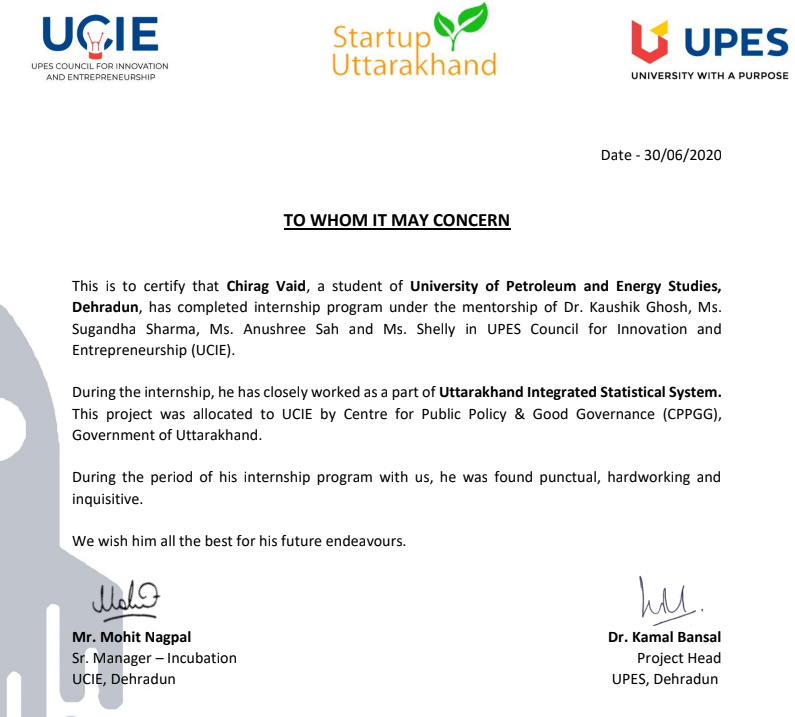 UCIE
UPES COUNCIL FOR INNOVATION
AND ENTREPRENEURSHIP
Startup
Uttarakhand
UPES
UNIVERSITY WITH A PURPOSE
Date - 30/06/2020
TO WHOM IT MAY CONCERN
This is to certify that Chirag Vaid, a student of University of Petroleum and Energy Studies,
Dehradun, has completed internship program under the mentorship of Dr. Kaushik Ghosh, Ms.
Sugandha Sharma, Ms. Anushree Sah and Ms. Shelly in UPES Council for Innovation and
Entrepreneurship (UCIE).
During the internship, he has closely worked as a part of Uttarakhand Integrated Statistical System.
This project was allocated to UCIE by Centre for Public Policy & Good Governance (CPPGG),
Government of Uttarakhand.
During the period of his internship program with us, he was found punctual, hardworking and
inquisitive.
We wish him all the best for his future endeavours.
Mr. Mohit Nagpal
Sr. Manager – Incubation
UCIE, Dehradun
Dr. Kamal Bansal
Project Head
UPES, Dehradun